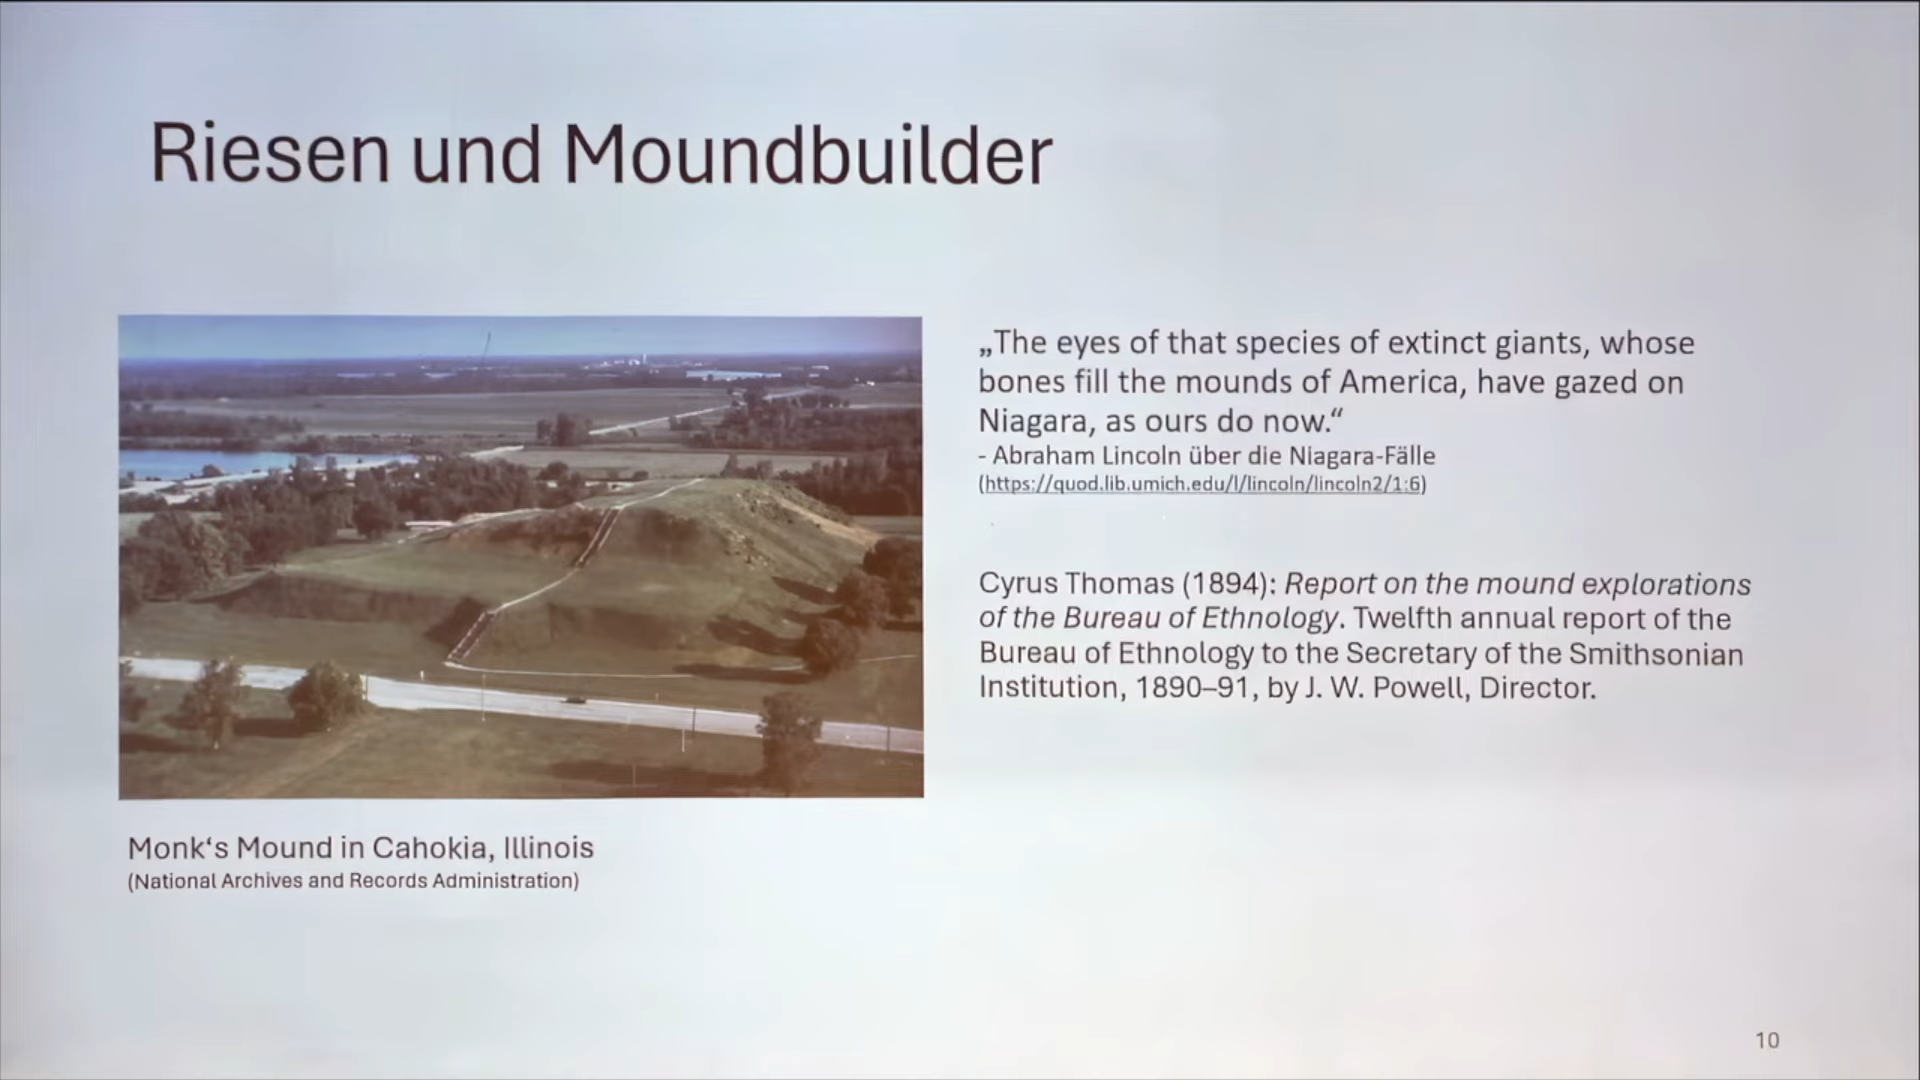 Riesen und Moundbuilder
„The eyes of that species of extinct giants, whose
bones fill the mounds of America, have gazed on
Niagara, as ours do now.“
- Abraham Lincoln über die Niagara-Fälle
(https://quod.lib.umich.edu/l/lincoln/lincoln2/1:6)
Cyrus Thomas (1894): Report on the mound explorations
of the Bureau of Ethnology. Twelfth annual report of the
Bureau of Ethnology to the Secretary of the Smithsonian
Institution, 1890–91, by J. W. Powell, Director.
Monk‘s Mound in Cahokia, Illinois
(National Archives and Records Administration)
10